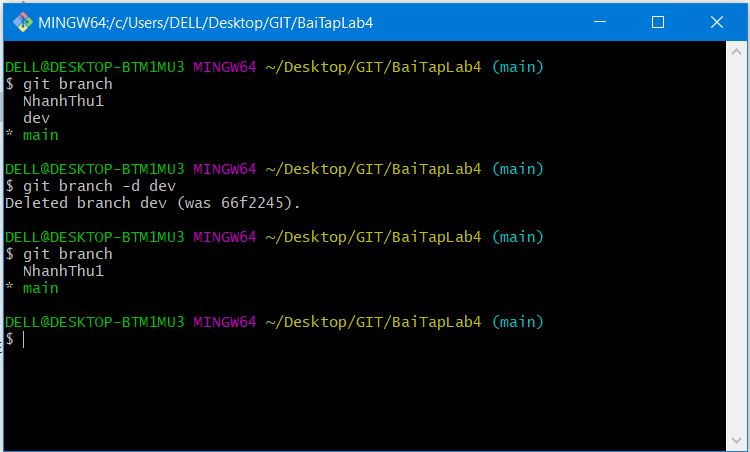 MINGW64:/c/Users/DELL/Desktop/GIT/BaiTapLab4
DELL@DESKTOP-BTM1MU3 MINGW64 ~/Desktop/GIT/BaiTapLab4 (main)
$ git branch
  NhanhThu1
  dev
* main
DELL@DESKTOP-BTM1MU3 MINGW64 ~/Desktop/GIT/BaiTapLab4 (main)
$ git branch -d dev
Deleted branch dev (was 66f2245).
DELL@DESKTOP-BTM1MU3 MINGW64 ~/Desktop/GIT/BaiTapLab4 (main)
$ git branch
  NhanhThu1
* main
DELL@DESKTOP-BTM1MU3 MINGW64 ~/Desktop/GIT/BaiTapLab4 (main)
$